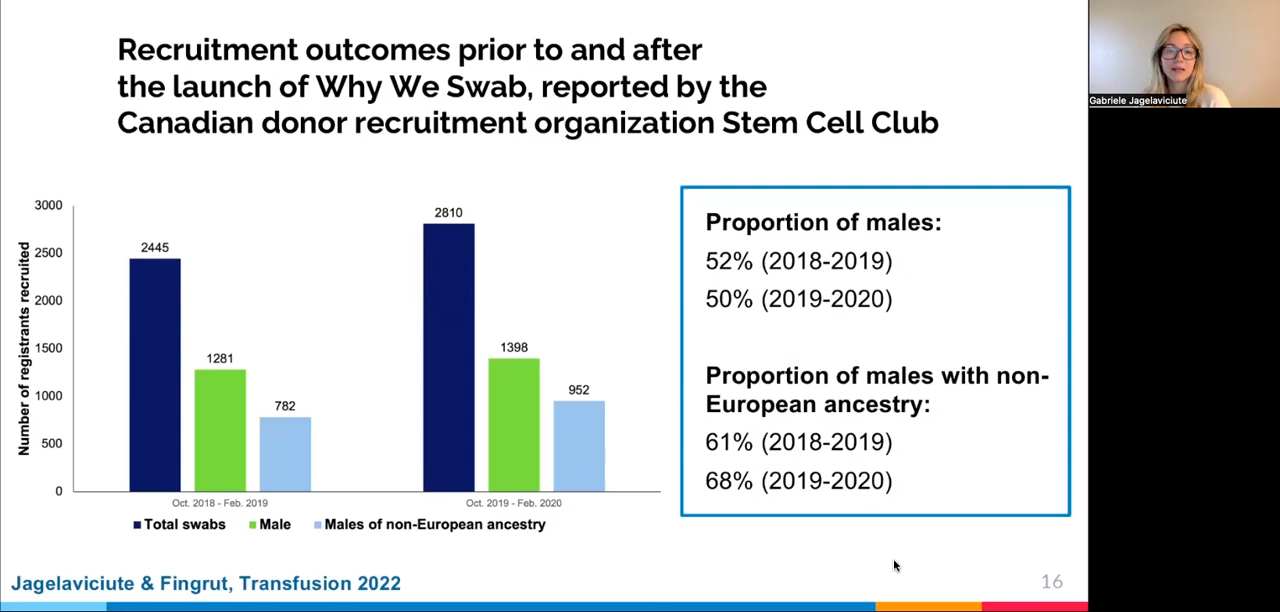 Recruitment outcomes prior to and after
the launch of Why We Swab, reported by the
Canadian donor recruitment organization Stem Cell Club
Gabriele Jagelaviciute
Number of registrants recruited
3000
2500
2000
1500
1000
500
0
2445
1281
782
2810
1398
952
Oct. 2018 - Feb. 2019
Oct. 2019 - Feb. 2020
Total swabs
Male
Males of non-European ancestry
Proportion of males:
52% (2018-2019)
50% (2019-2020)
Proportion of males with non-
European ancestry:
61% (2018-2019)
68% (2019-2020)
Jagelaviciute & Fingrut, Transfusion 2022
16